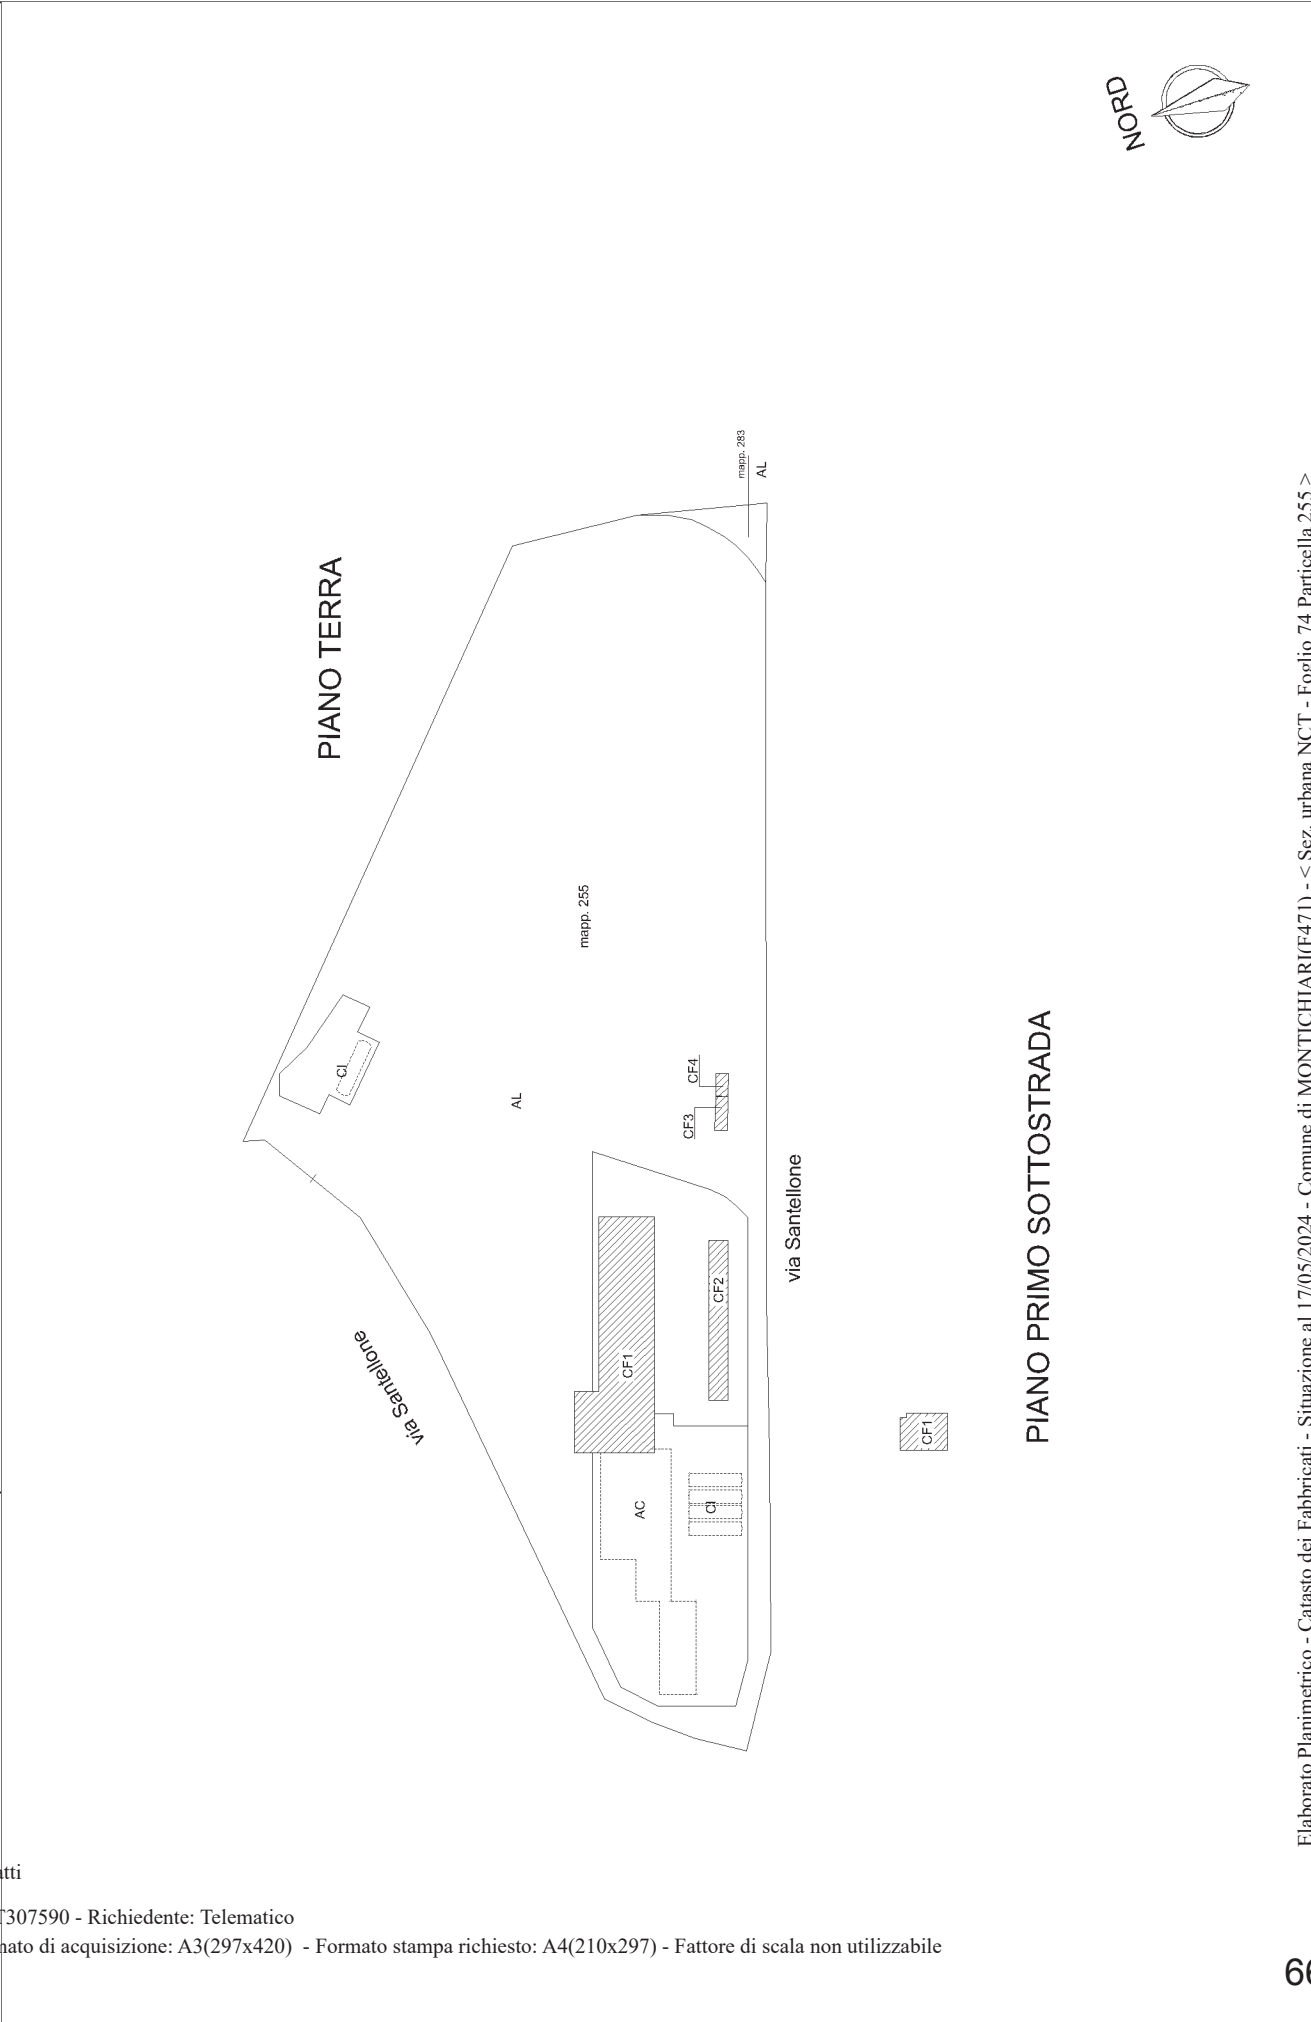 NORD
mapp. 283
AL
PIANO TERRA
mapp. 255
CI
AL
CF4
CF3
via Santellone
PIANO PRIMO SOTTOSTRADA
CF2
CF1
via Santellone
CF1
AC
CI
Elaborato Planimetrico - Catasto dei Fabbricati - Situazione al 17/05/2024 - Comune di MONTICHIARI(F471) - < Sez. urbana NCT - Foglio 74 Particella 255 >
atti
T307590 - Richiedente: Telematico
mato di acquisizione: A3(297x420) - Formato stampa richiesto: A4(210x297) - Fattore di scala non utilizzabile
66